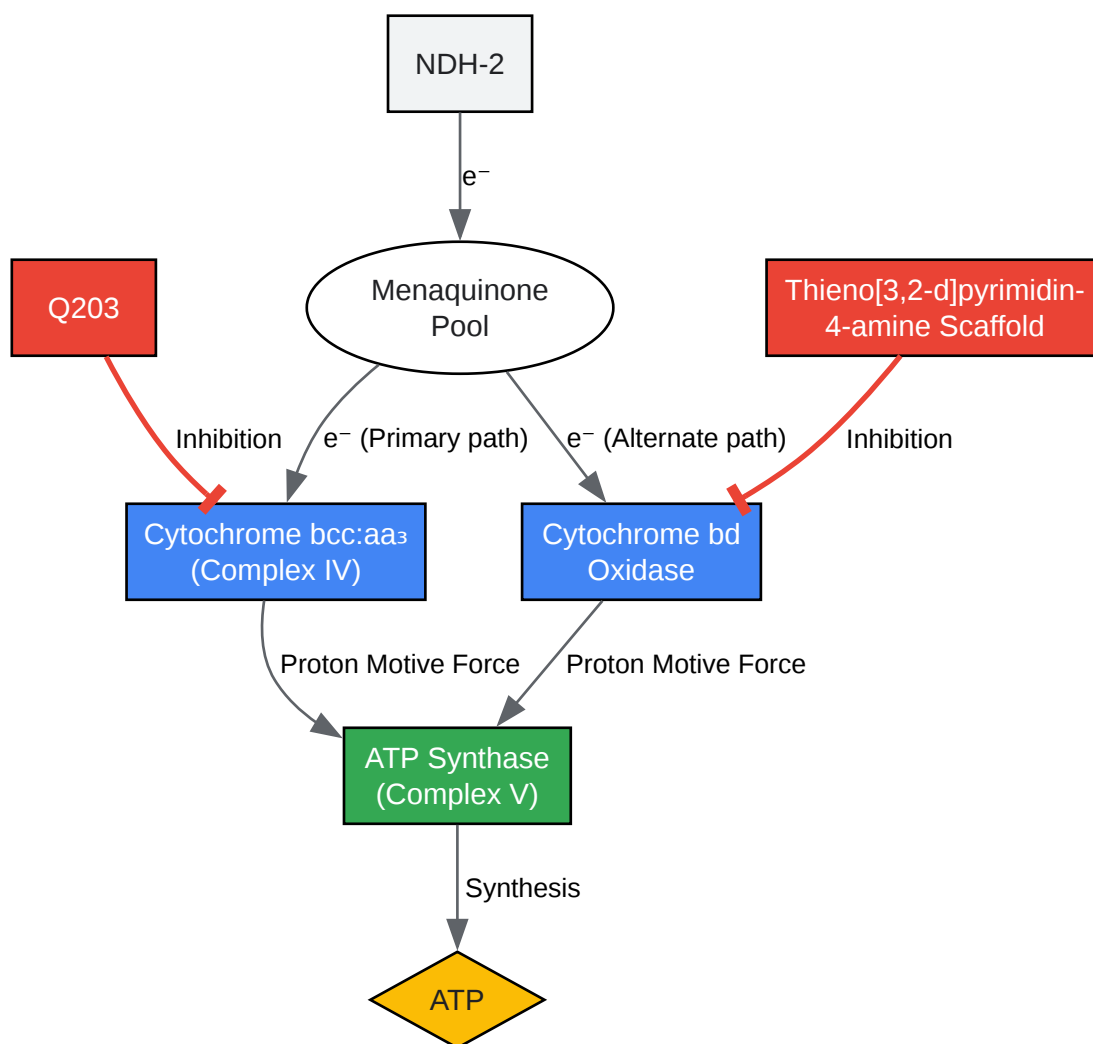 NDH-2
e⁻
Q203
Menaquinone
Pool
Thieno[3,2-d]pyrimidin-
4-amine Scaffold
Inhibition
e⁻ (Primary path)
e⁻ (Alternate path)
Inhibition
Cytochrome bcc:aa₃
(Complex IV)
Cytochrome bd
Oxidase
Proton Motive Force
Proton Motive Force
ATP Synthase
(Complex V)
Synthesis
ATP